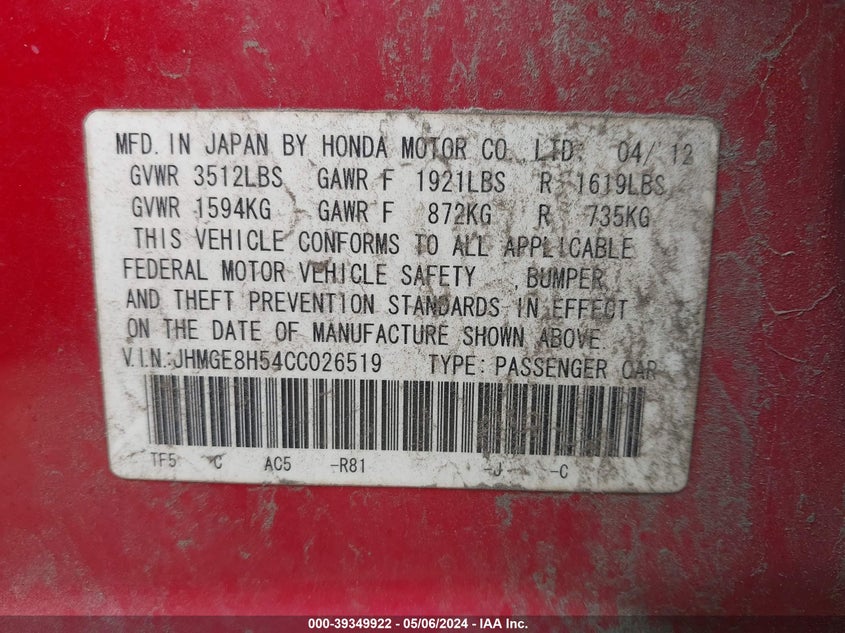 MFD. IN JAPAN BY HONDA MOTOR CO., LTD. 04/12
GVWR 3512LBS GAWR F 1921LBS R 1619LBS
GVWR 1594KG GAWR F 872KG R 735KG
THIS VEHICLE CONFORMS TO ALL APPLICABLE
FEDERAL MOTOR VEHICLE SAFETY , BUMPER
AND THEFT PREVENTION STANDARDS IN EFFECT
ON THE DATE OF MANUFACTURE SHOWN ABOVE.
V.I.N.:JHMGE8H54CC026519 TYPE: PASSENGER CAR
TF5 C AC5 -R81 -J -C
000-39349922 - 05/06/2024 - IAA Inc.